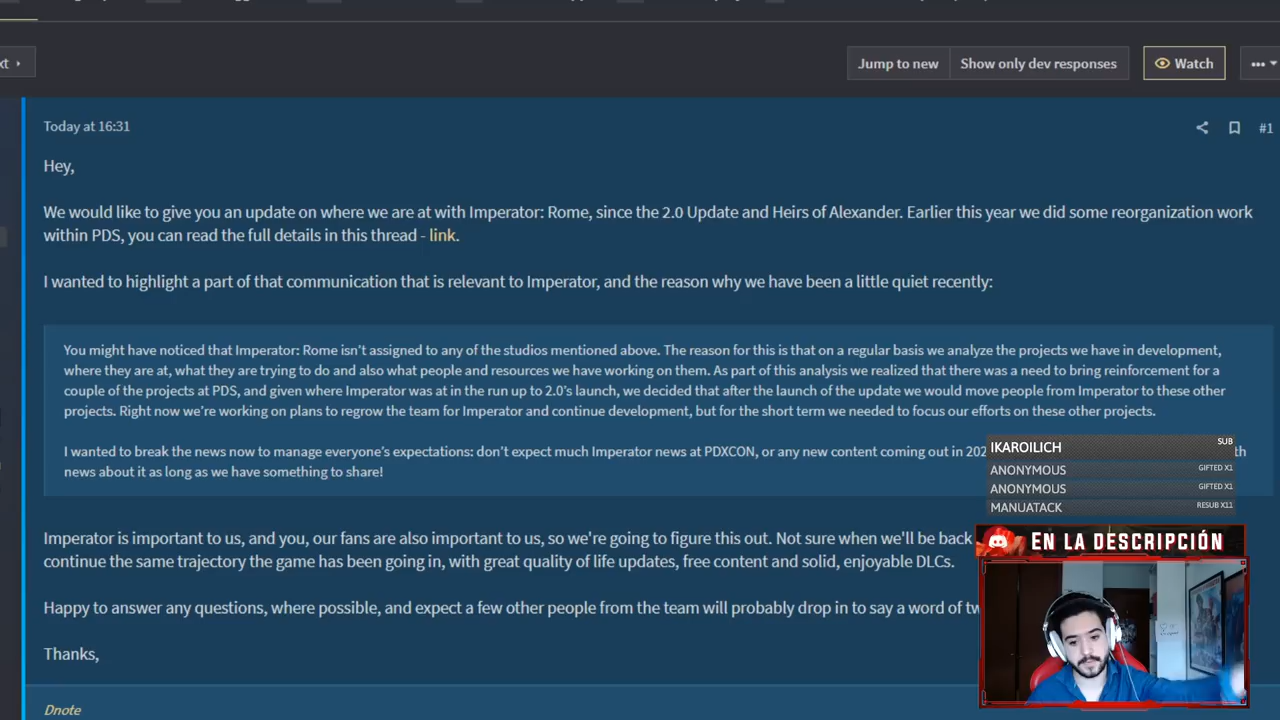 Jump to new
Show only dev responses
Watch
Today at 16:31
#1
Hey,
We would like to give you an update on where we are at with Imperator: Rome, since the 2.0 Update and Heirs of Alexander. Earlier this year we did some reorganization work
within PDS, you can read the full details in this thread - link.
I wanted to highlight a part of that communication that is relevant to Imperator, and the reason why we have been a little quiet recently:
You might have noticed that Imperator: Rome isn't assigned to any of the studios mentioned above. The reason for this is that on a regular basis we analyze the projects we have in development,
where they are at, what they are trying to do and also what people and resources we have working on them. As part of this analysis we realized that there was a need to bring reinforcement for a
couple of the projects at PDS, and given where Imperator was at in the run up to 2.0's launch, we decided that after the launch of the update we would move people from Imperator to these other
projects. Right now we're working on plans to regrow the team for Imperator and continue development, but for the short term we needed to focus our efforts on these other projects.
I wanted to break the news now to manage everyone's expectations: don't expect much Imperator news at PDXCON, or any new content coming out in
news about it as long as we have something to share!
IKAROILICH SUB
ANONYMOUS GIFTED X1
ANONYMOUS GIFTED X1
MANUATACK RESUB X11
Imperator is important to us, and you, our fans are also important to us, so we're going to figure this out. Not sure when we'll be back
EN LA DESCRIPCIÓN
continue the same trajectory the game has been going in, with great quality of life updates, free content and solid, enjoyable DLCs.
Happy to answer any questions, where possible, and expect a few other people from the team will probably drop in to say a word of
Thanks,
Dnote